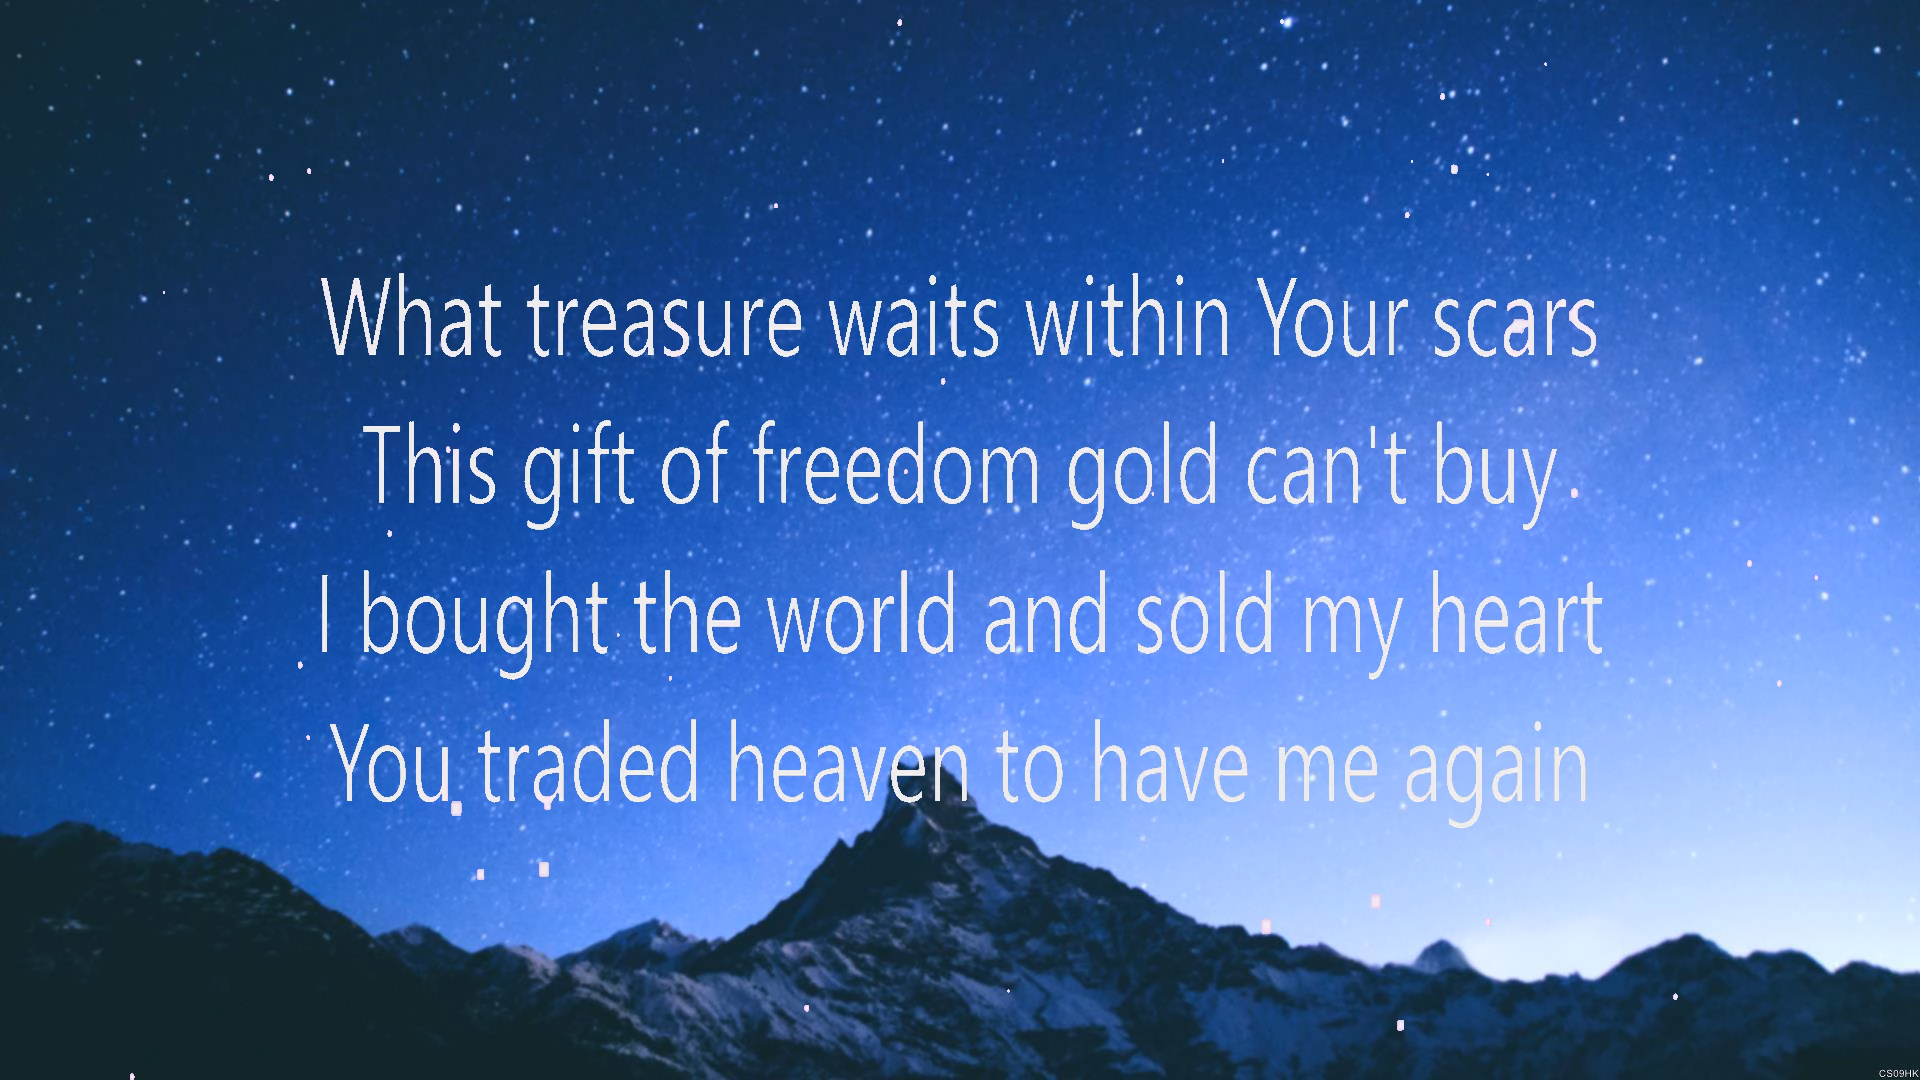 What treasure waits within Your scars
This gift of freedom gold can't buy
I bought the world and sold my heart
You traded heaven to have me again
CS09HK